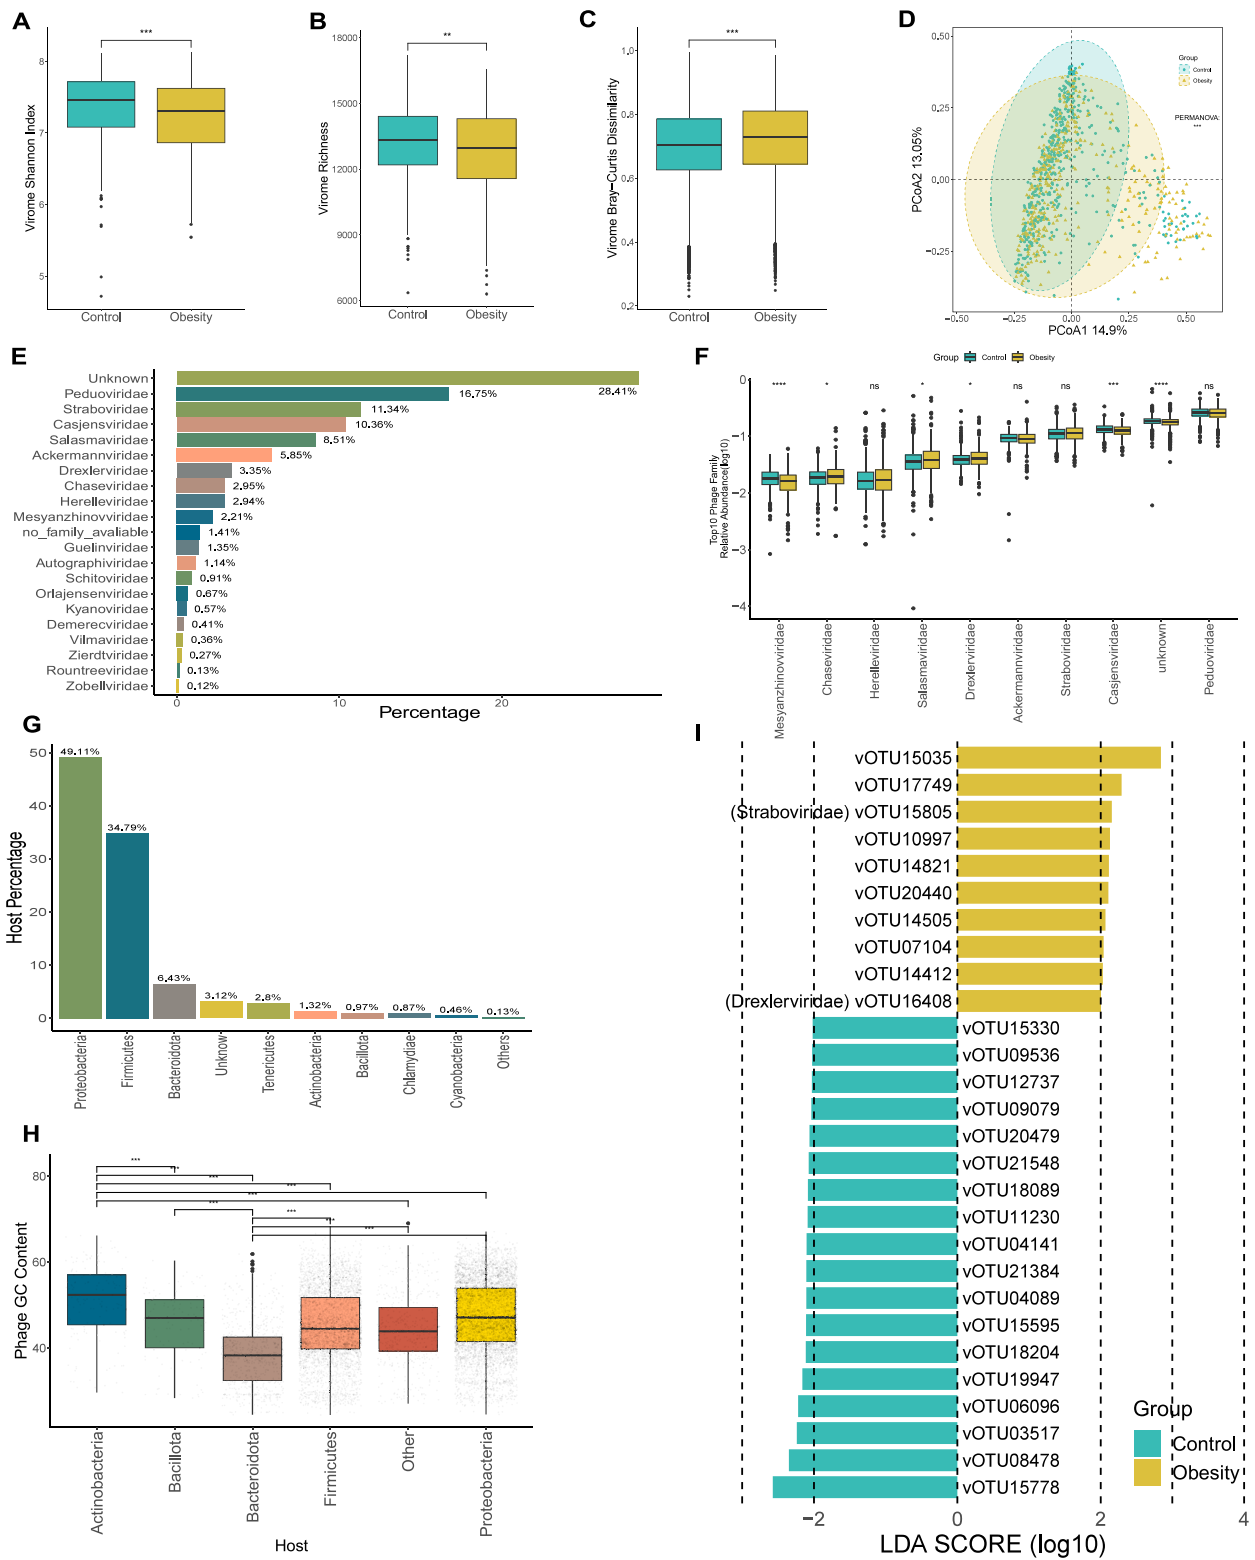 A
***
Virome Shannon Index
8
7
6
5
Control
Obesity
B
**
Virome Richness
18000
15000
12000
9000
6000
Control
Obesity
C
***
Virome Bray-Curtis Dissimilarity
1.0
0.8
0.6
0.4
0.2
Control
Obesity
D
Group
Control
Obesity
PERMANOVA:
***
PCoA2 13.05%
0.50
0.25
0.00
-0.25
-0.50
-0.25
0.00
0.25
0.50
PCoA1 14.9%
E
Unknown 28.41%
Peduoviridae 16.75%
Straboviridae 11.34%
Casjensviridae 10.36%
Salasmaviridae 8.51%
Ackermannviridae 5.85%
Drexlerviridae 3.35%
Chaseviridae 2.95%
Herelleviridae 2.94%
Mesyanzhinovviridae 2.21%
no_family_avaliable 1.41%
Guelinviridae 1.35%
Autographiviridae 1.14%
Schitoviridae 0.91%
Orlajensenviridae 0.67%
Kyanoviridae 0.57%
Demerecviridae 0.41%
Vilmaviridae 0.36%
Zierdtviridae 0.27%
Rountreeviridae 0.13%
Zobellviridae 0.12%
0
10
20
Percentage
F
Group Control Obesity
**** * ns * * ns ns *** **** ns
Top10 Phage Family
Relative Abundance(log10)
0
-1
-2
-3
-4
Mesyanzhinovviridae
Chaseviridae
Herelleviridae
Salasmaviridae
Drexlerviridae
Ackermannviridae
Straboviridae
Casjensviridae
unknown
Peduoviridae
G
Host Percentage
50
40
30
20
10
0
49.11%
34.79%
6.43%
3.12%
2.8%
1.32%
0.97%
0.87%
0.46%
0.13%
Proteobacteria
Firmicutes
Bacteroidota
Unknow
Tenericutes
Actinobacteria
Bacillota
Chlamydiae
Cyanobacteria
Others
H
***
***
***
***
***
***
***
***
Phage GC Content
80
60
40
Actinobacteria
Bacillota
Bacteroidota
Firmicutes
Other
Proteobacteria
Host
I
vOTU15035
vOTU17749
(Straboviridae) vOTU15805
vOTU10997
vOTU14821
vOTU20440
vOTU14505
vOTU07104
vOTU14412
(Drexlerviridae) vOTU16408
vOTU15330
vOTU09536
vOTU12737
vOTU09079
vOTU20479
vOTU21548
vOTU18089
vOTU11230
vOTU04141
vOTU21384
vOTU04089
vOTU15595
vOTU18204
vOTU19947
vOTU06096
vOTU03517
vOTU08478
vOTU15778
Group
Control
Obesity
-2
0
2
4
LDA SCORE (log10)